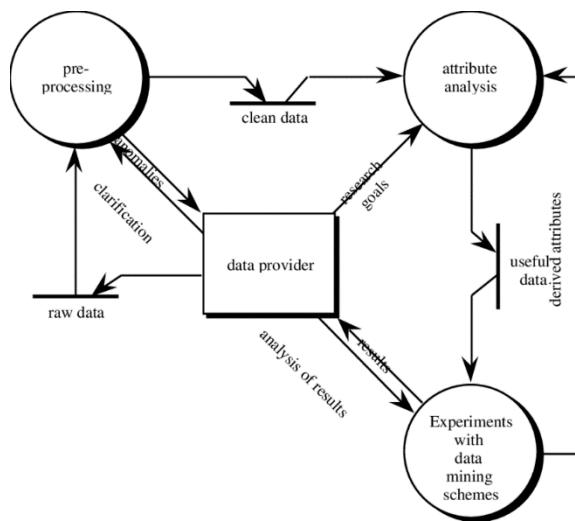 pre-
processing
attribute
analysis
clean data
anomalies
clarification
research
goals
data provider
useful
data.
derived attributes
raw data
analysis of results
results
Experiments
with
data
mining
schemes